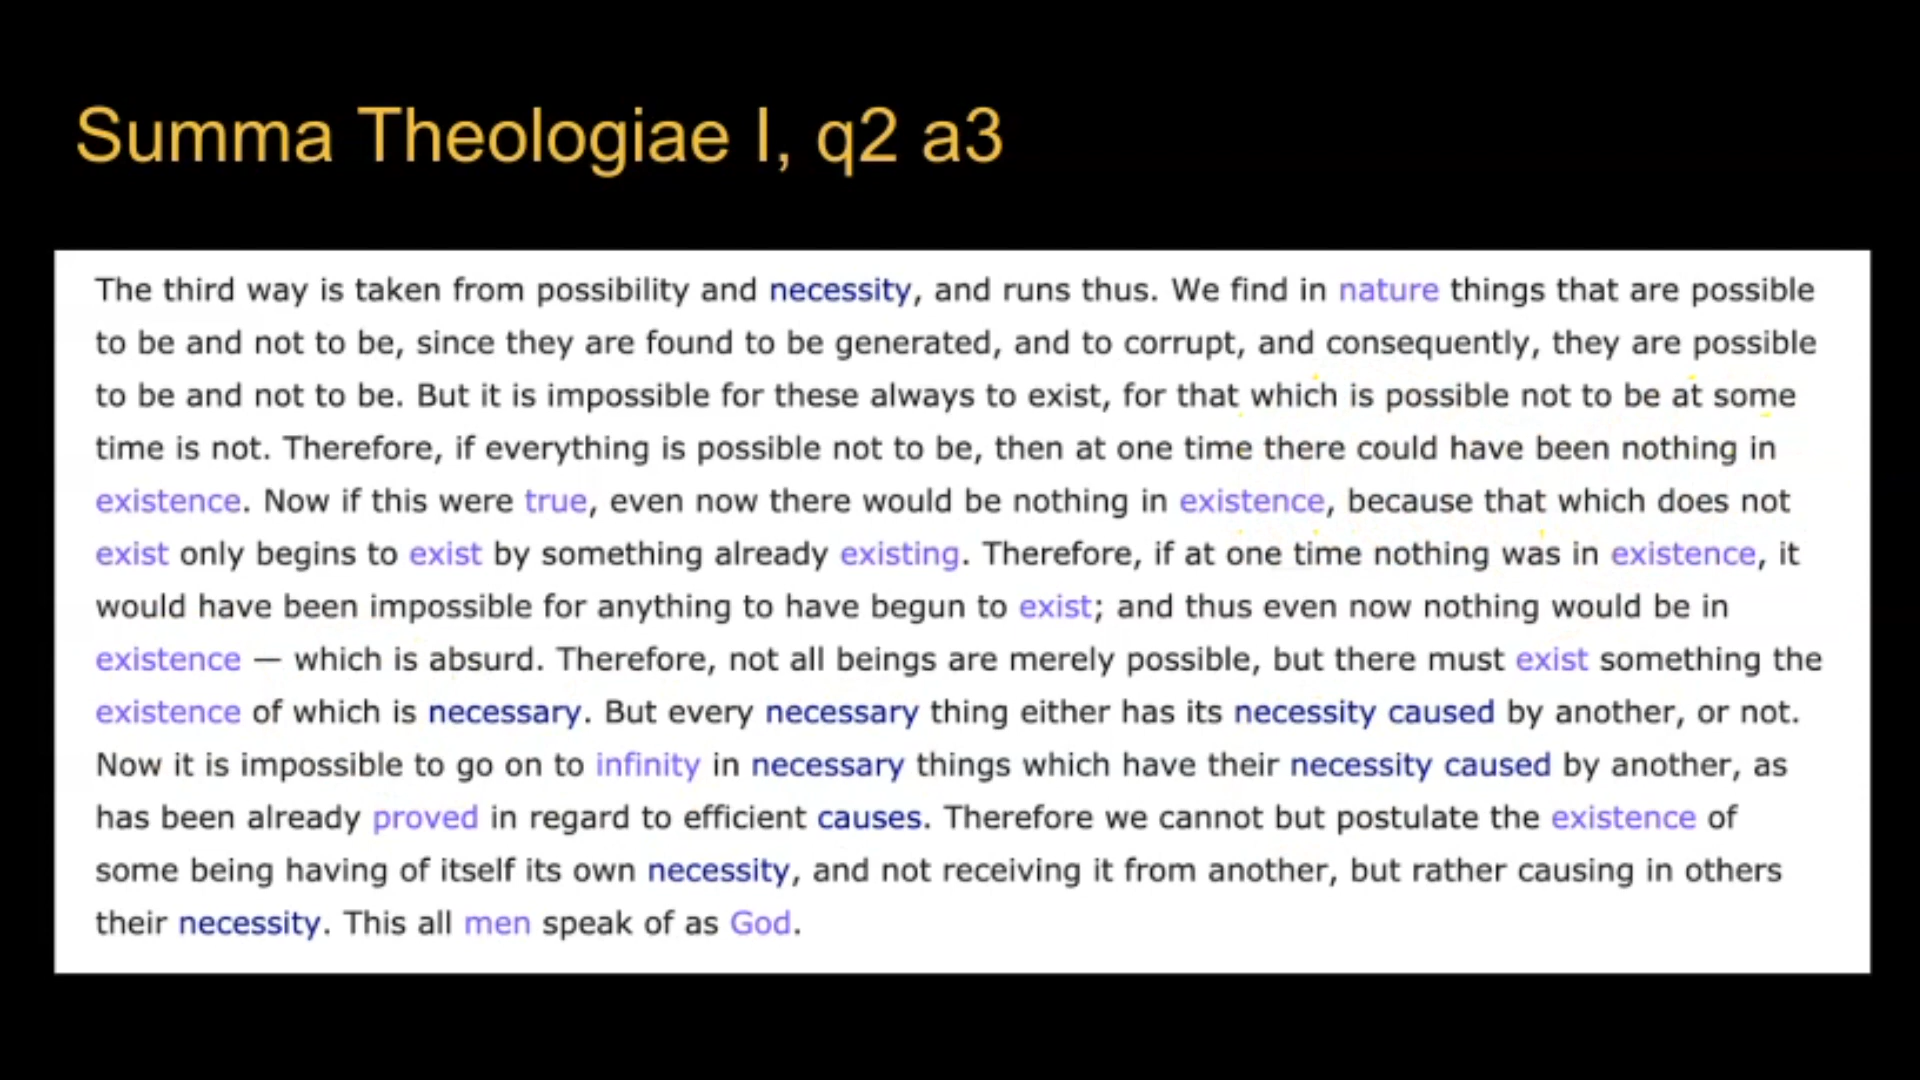 Summa Theologiae I, q2 a3
The third way is taken from possibility and necessity, and runs thus. We find in nature things that are possible
to be and not to be, since they are found to be generated, and to corrupt, and consequently, they are possible
to be and not to be. But it is impossible for these always to exist, for that which is possible not to be at some
time is not. Therefore, if everything is possible not to be, then at one time there could have been nothing in
existence. Now if this were true, even now there would be nothing in existence, because that which does not
exist only begins to exist by something already existing. Therefore, if at one time nothing was in existence, it
would have been impossible for anything to have begun to exist; and thus even now nothing would be in
existence — which is absurd. Therefore, not all beings are merely possible, but there must exist something the
existence of which is necessary. But every necessary thing either has its necessity caused by another, or not.
Now it is impossible to go on to infinity in necessary things which have their necessity caused by another, as
has been already proved in regard to efficient causes. Therefore we cannot but postulate the existence of
some being having of itself its own necessity, and not receiving it from another, but rather causing in others
their necessity. This all men speak of as God.